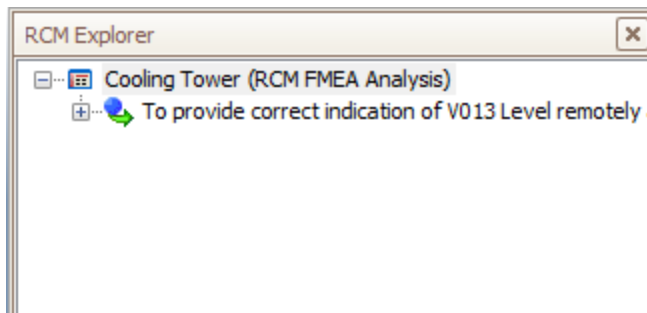 RCM Explorer
Cooling Tower (RCM FMEA Analysis)
To provide correct indication of V013 Level remotely